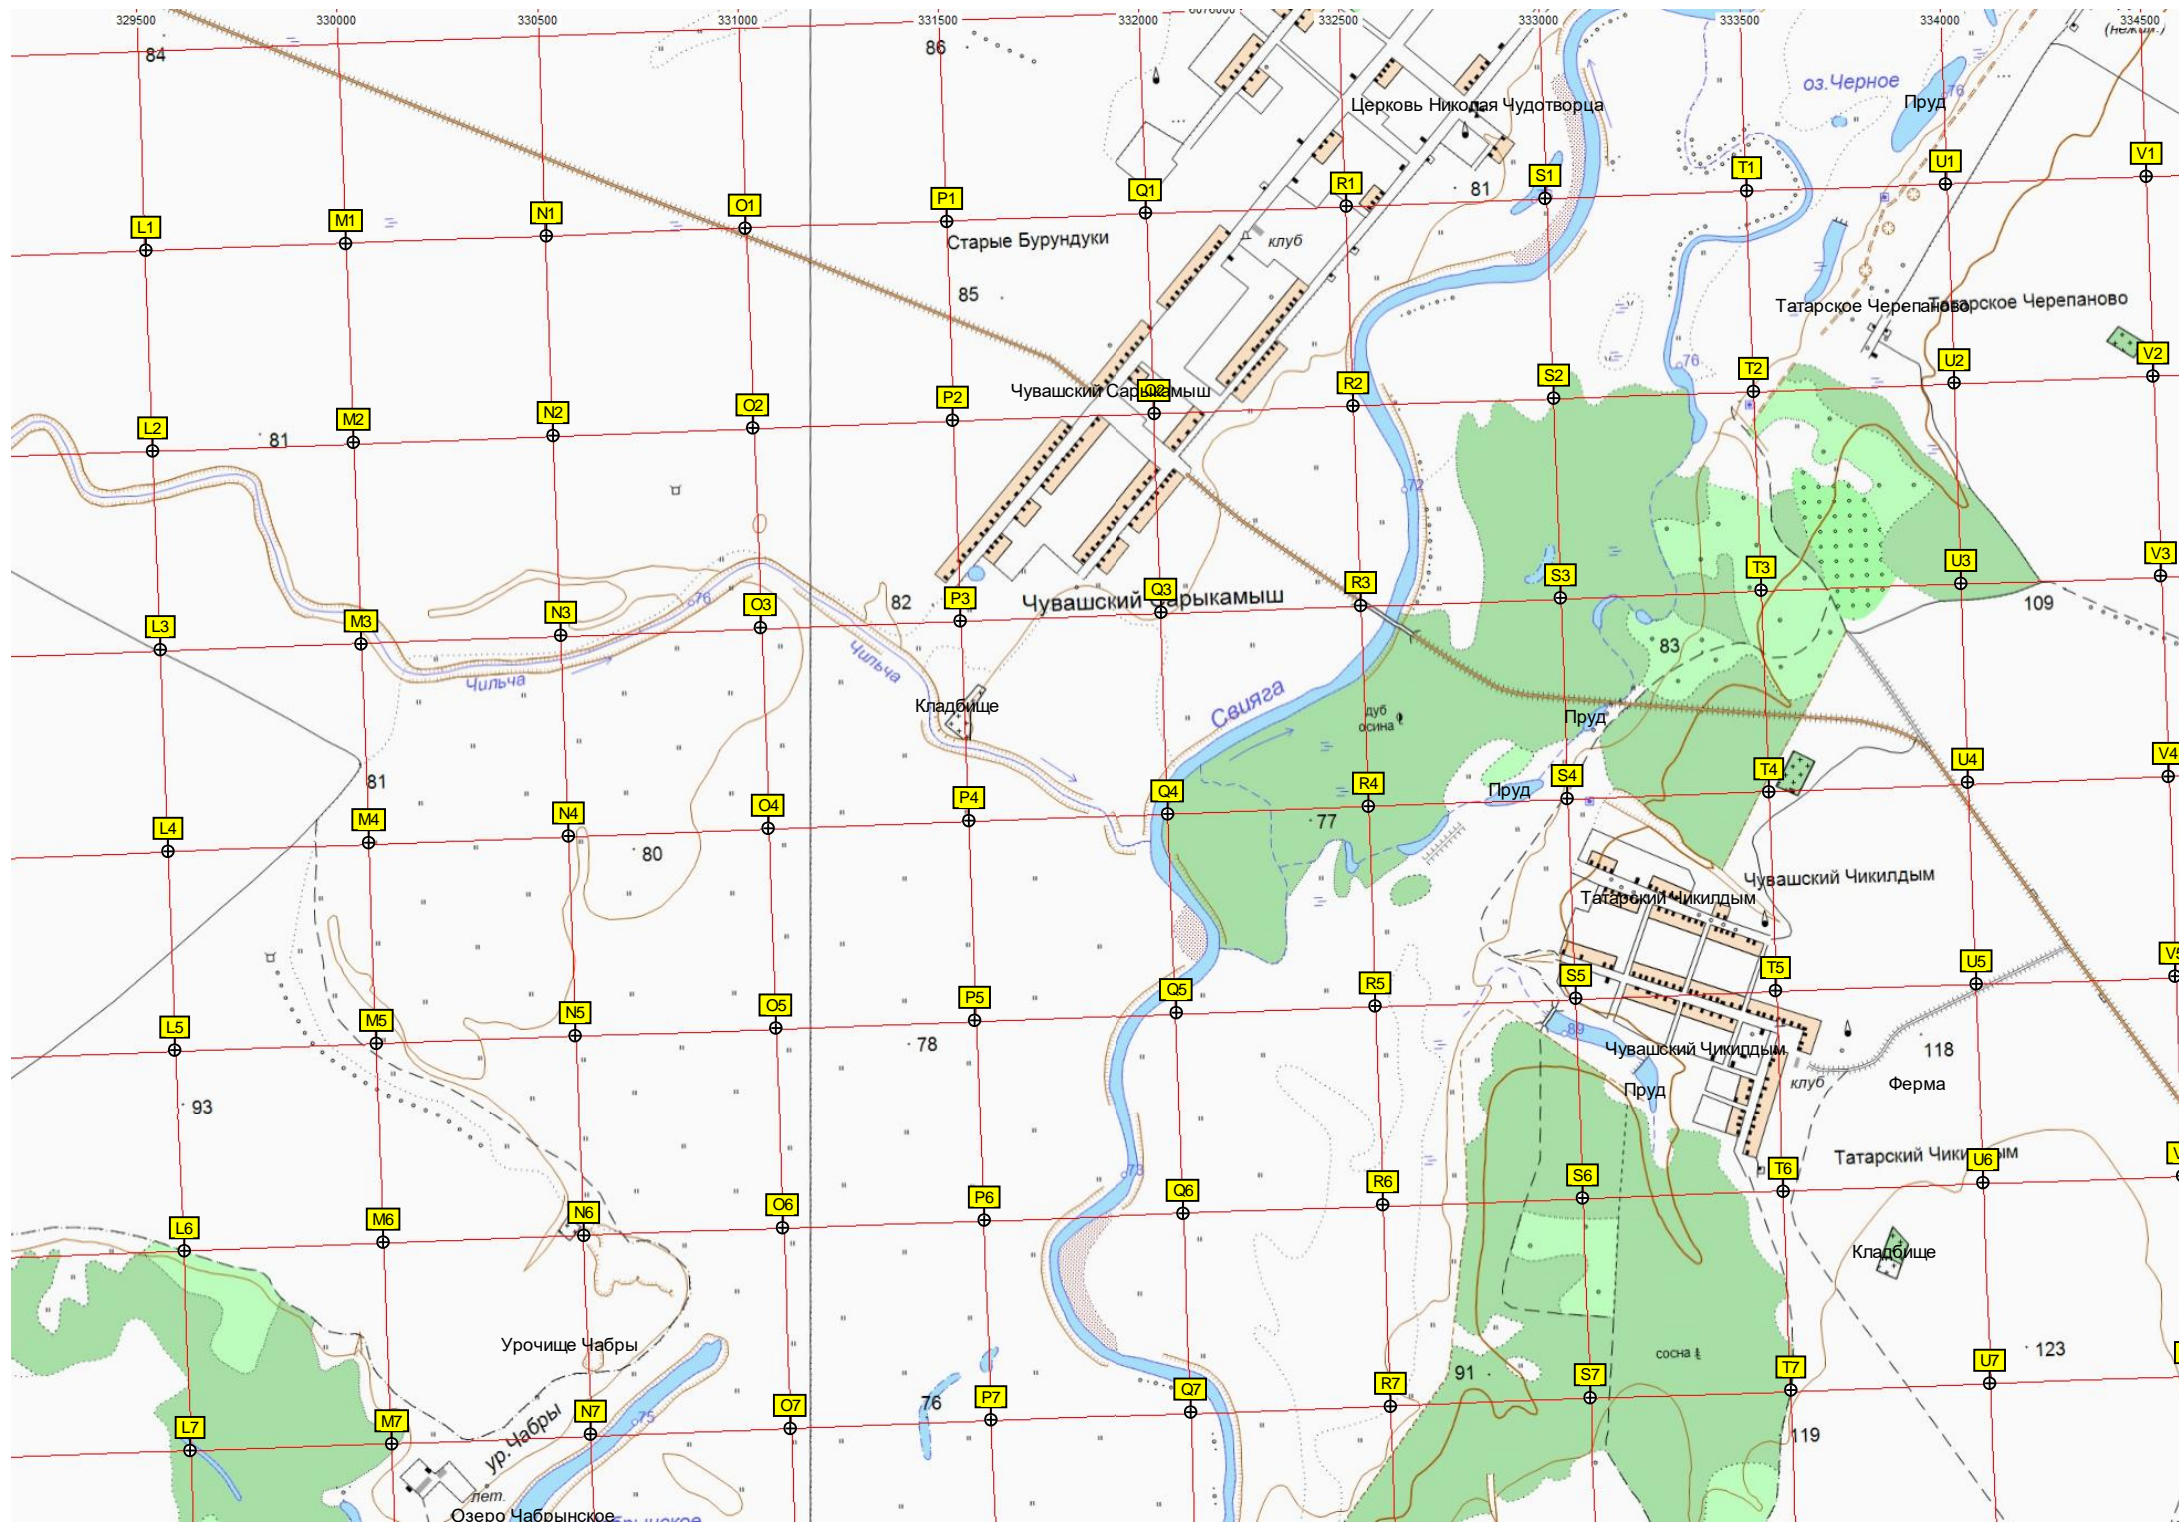 329500 330000 330500 331000 331500 332000 332500 333000 333500 334000 334500
84
86
оз.Черное
76
Пруд
Церковь Николая Чудотворца
81
L1 M1 N1 O1 P1 Q1 R1 S1 T1 U1 V1
Старые Бурундуки
клуб
85
Татарское Черепаново
Татарское Черепаново
76
Чувашский Сарыкамыш
L2 M2 N2 O2 P2 Q2 R2 S2 T2 U2 V2
81
72
76
82
Чувашский Сарыкамыш
109
L3 M3 N3 O3 P3 Q3 R3 S3 T3 U3 V3
83
Чильча
Чильча
Кладбище
Свияга
дуб
осина
Пруд
81
Пруд
L4 M4 N4 O4 P4 Q4 R4 S4 T4 U4 V4
77
80
Чувашский Чикилдым
Татарский Чикилдым
L5 M5 N5 O5 P5 Q5 R5 S5 T5 U5
89
78
Чувашский Чикилдым
118
клуб
Ферма
Пруд
93
Татарский Чикилдым
73
L6 M6 N6 O6 P6 Q6 R6 S6 T6 U6
Кладбище
Урочище Чабры
сосна
123
91
76
L7 M7 N7 O7 P7 Q7 R7 S7 T7 U7
75
ур.Чабры
119
лет.
Озеро Чабрынское